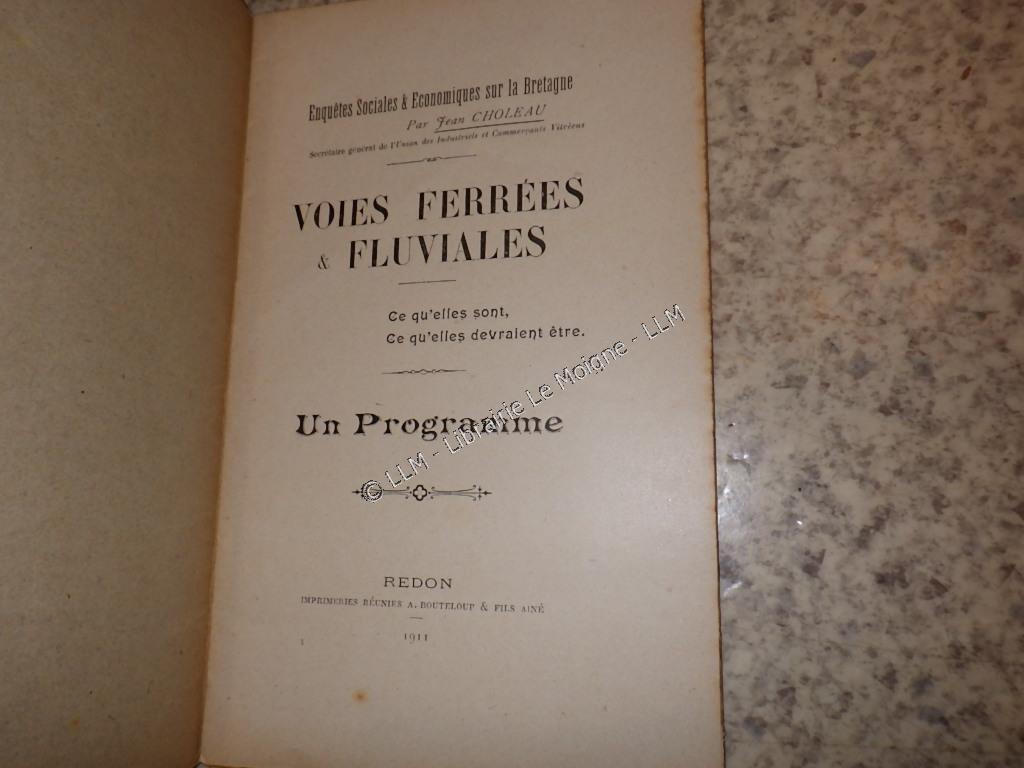 Enquêtes Sociales & Economiques sur la Bretagne
Par Jean CHOLEAU
Secrétaire général de l'Union des Industriels et Commerçants Vitréens
VOIES FERRÉES
& FLUVIALES
Ce qu'elles sont,
Ce qu'elles devraient être.
Un Programme
© LLM - Librairie Le Moigne - LLM
REDON
IMPRIMERIES RÉUNIES A. BOUTELOUP & FILS AINÉ
1911
1